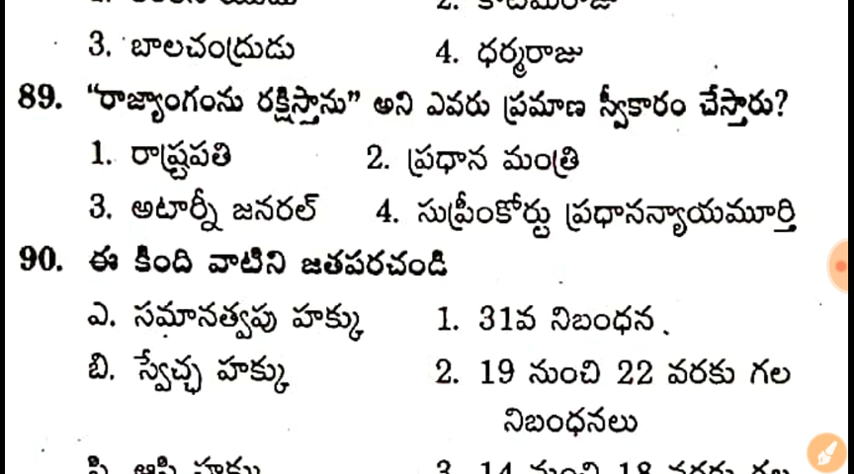 3. బాలచంద్రుడు 4. ధర్మరాజు
89. "రాజ్యాంగంను రక్షిస్తాను" అని ఎవరు ప్రమాణ స్వీకారం చేస్తారు?
1. రాష్ట్రపతి 2. ప్రధాన మంత్రి
3. అటార్నీ జనరల్ 4. సుప్రీంకోర్టు ప్రధానన్యాయమూర్తి
90. ఈ కింది వాటిని జతపరచండి
ఎ. సమానత్వపు హక్కు 1. 31వ నిబంధన.
బి. స్వేచ్ఛ హక్కు 2. 19 నుంచి 22 వరకు గల
నిబంధనలు